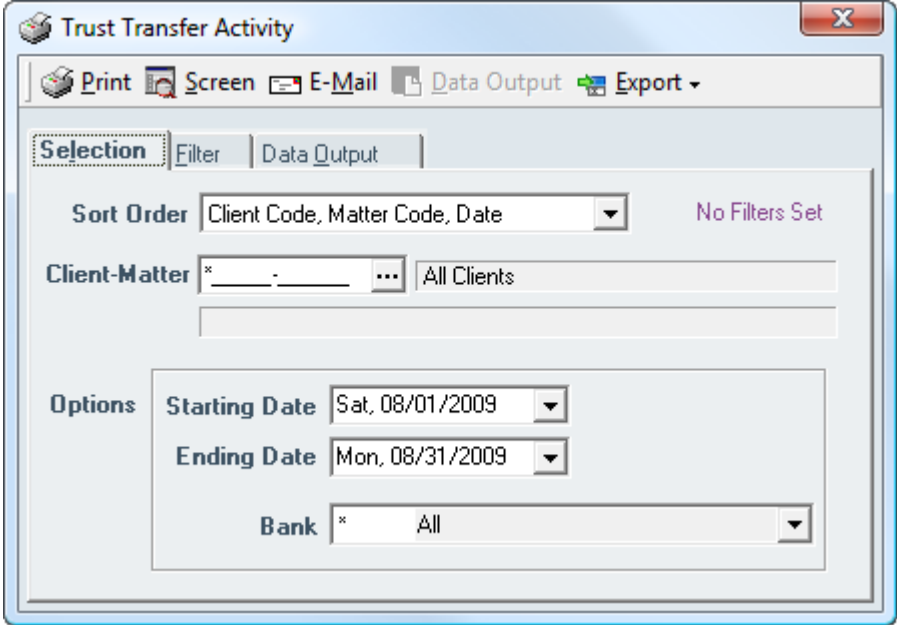 Trust Transfer Activity
Print Screen E-Mail Data Output Export
Selection Filter Data Output
Sort Order Client Code, Matter Code, Date No Filters Set
Client-Matter *_____-______ ... All Clients
Options Starting Date Sat, 08/01/2009
Ending Date Mon, 08/31/2009
Bank * All